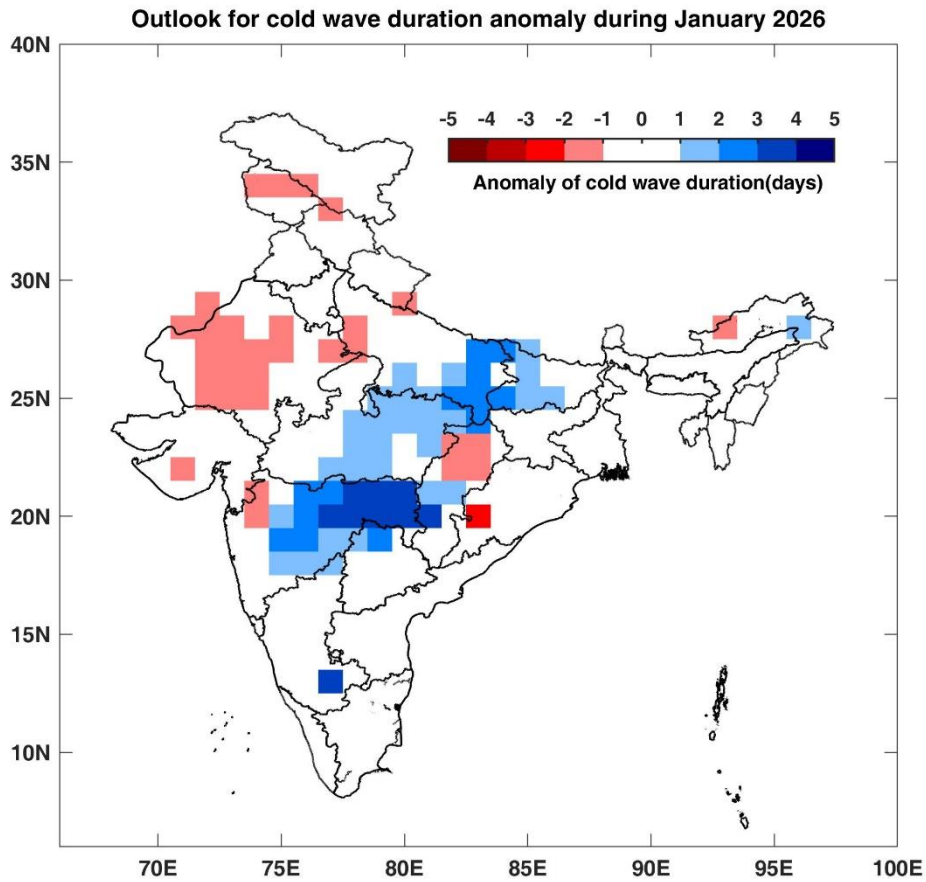 Outlook for cold wave duration anomaly during January 2026
40N
-5 -4 -3 -2 -1 0 1 2 3 4 5
35N
Anomaly of cold wave duration(days)
30N
25N
20N
15N
10N
70E 75E 80E 85E 90E 95E 100E